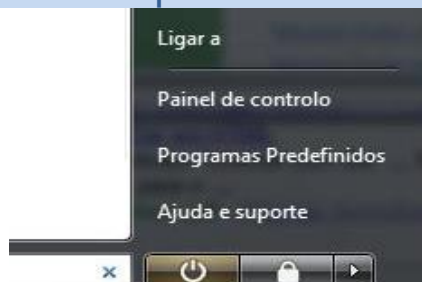 Ligar a
Painel de controlo
Programas Predefinidos
Ajuda e suporte